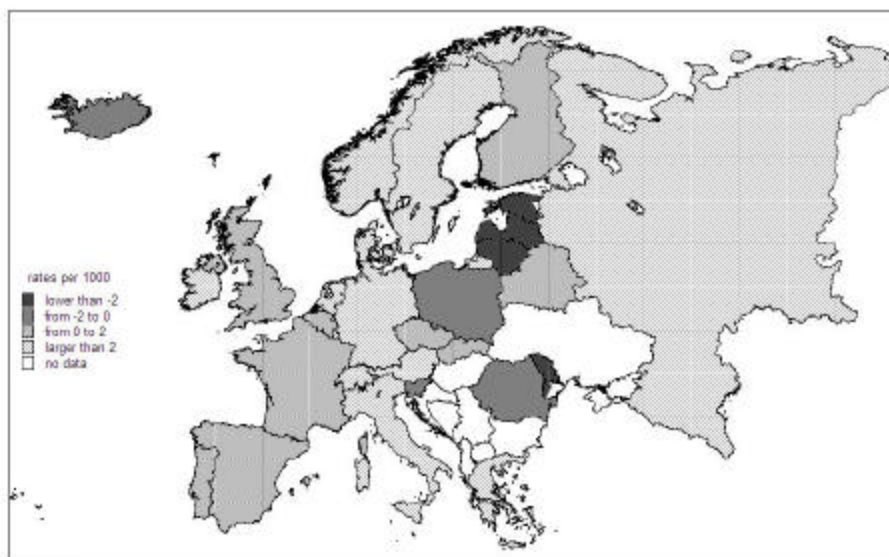 rates per 1000
lower than -2
from -2 to 0
from 0 to 2
larger than 2
no data